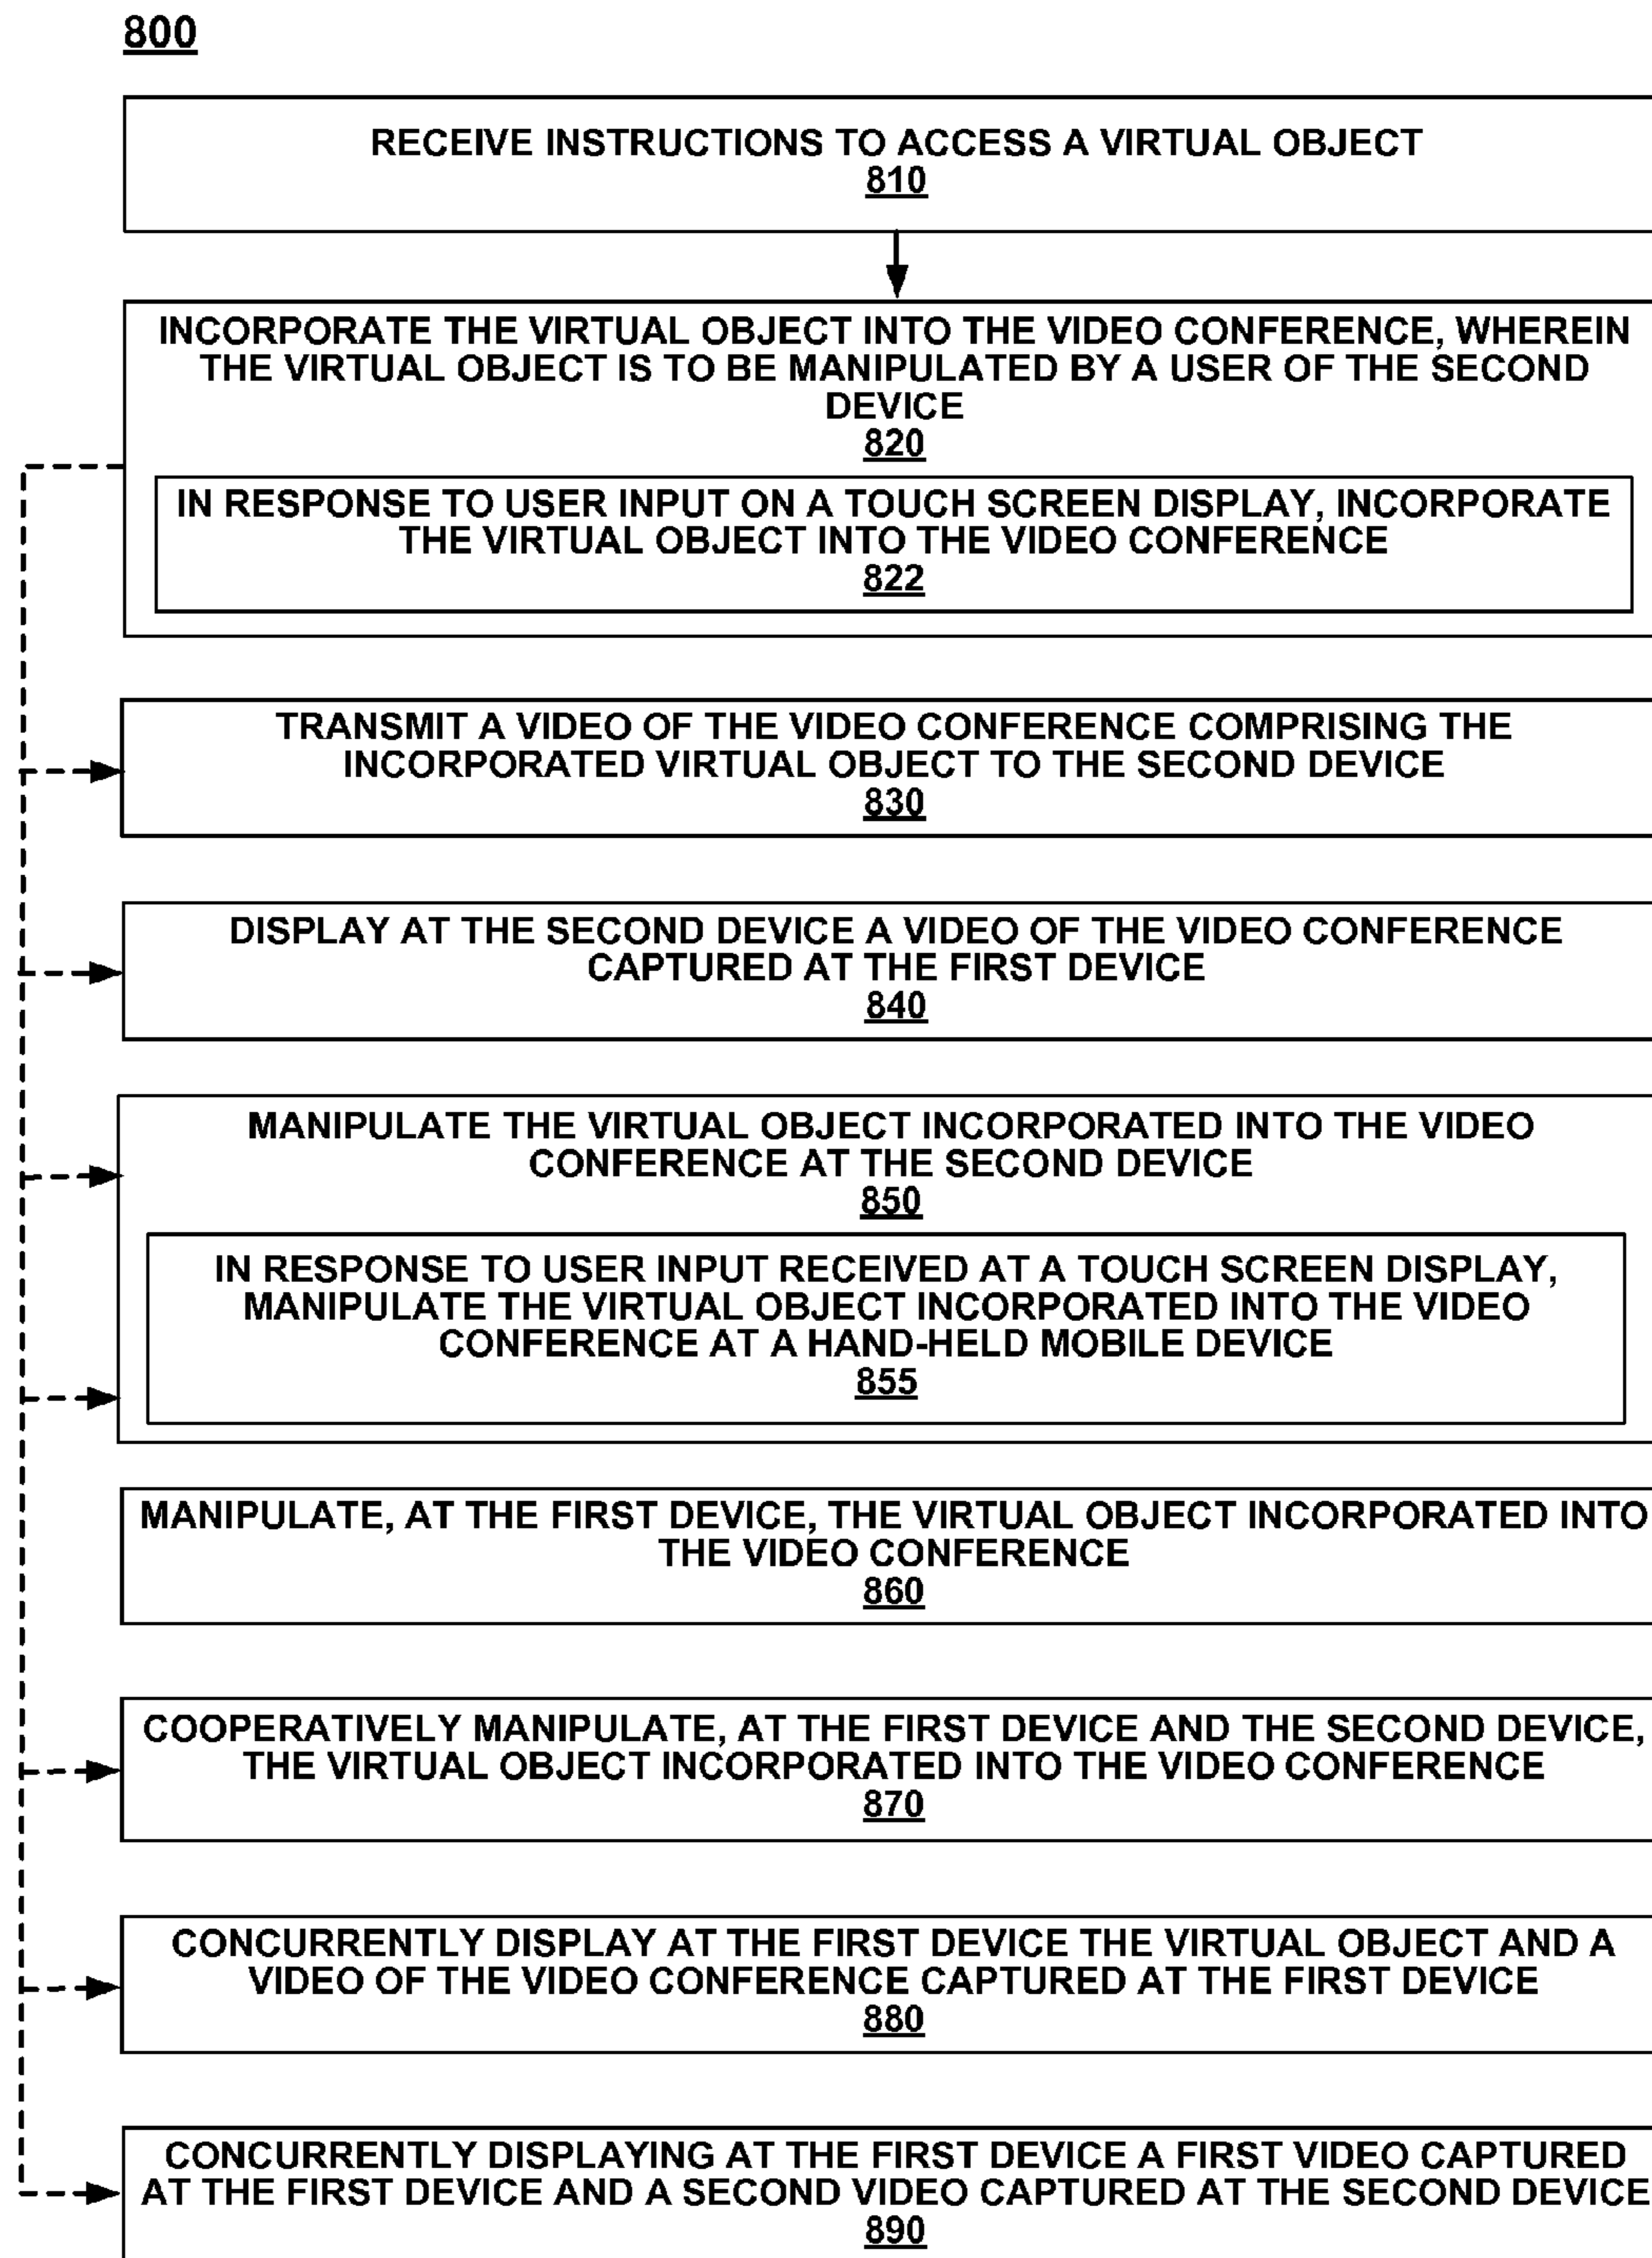 800
RECEIVE INSTRUCTIONS TO ACCESS A VIRTUAL OBJECT
810
INCORPORATE THE VIRTUAL OBJECT INTO THE VIDEO CONFERENCE, WHEREIN
THE VIRTUAL OBJECT IS TO BE MANIPULATED BY A USER OF THE SECOND
DEVICE
820
IN RESPONSE TO USER INPUT ON A TOUCH SCREEN DISPLAY, INCORPORATE
THE VIRTUAL OBJECT INTO THE VIDEO CONFERENCE
822
TRANSMIT A VIDEO OF THE VIDEO CONFERENCE COMPRISING THE
INCORPORATED VIRTUAL OBJECT TO THE SECOND DEVICE
830
DISPLAY AT THE SECOND DEVICE A VIDEO OF THE VIDEO CONFERENCE
CAPTURED AT THE FIRST DEVICE
840
MANIPULATE THE VIRTUAL OBJECT INCORPORATED INTO THE VIDEO
CONFERENCE AT THE SECOND DEVICE
850
IN RESPONSE TO USER INPUT RECEIVED AT A TOUCH SCREEN DISPLAY,
MANIPULATE THE VIRTUAL OBJECT INCORPORATED INTO THE VIDEO
CONFERENCE AT A HAND-HELD MOBILE DEVICE
855
MANIPULATE, AT THE FIRST DEVICE, THE VIRTUAL OBJECT INCORPORATED INTO
THE VIDEO CONFERENCE
860
COOPERATIVELY MANIPULATE, AT THE FIRST DEVICE AND THE SECOND DEVICE,
THE VIRTUAL OBJECT INCORPORATED INTO THE VIDEO CONFERENCE
870
CONCURRENTLY DISPLAY AT THE FIRST DEVICE THE VIRTUAL OBJECT AND A
VIDEO OF THE VIDEO CONFERENCE CAPTURED AT THE FIRST DEVICE
880
CONCURRENTLY DISPLAYING AT THE FIRST DEVICE A FIRST VIDEO CAPTURED
AT THE FIRST DEVICE AND A SECOND VIDEO CAPTURED AT THE SECOND DEVICE
890